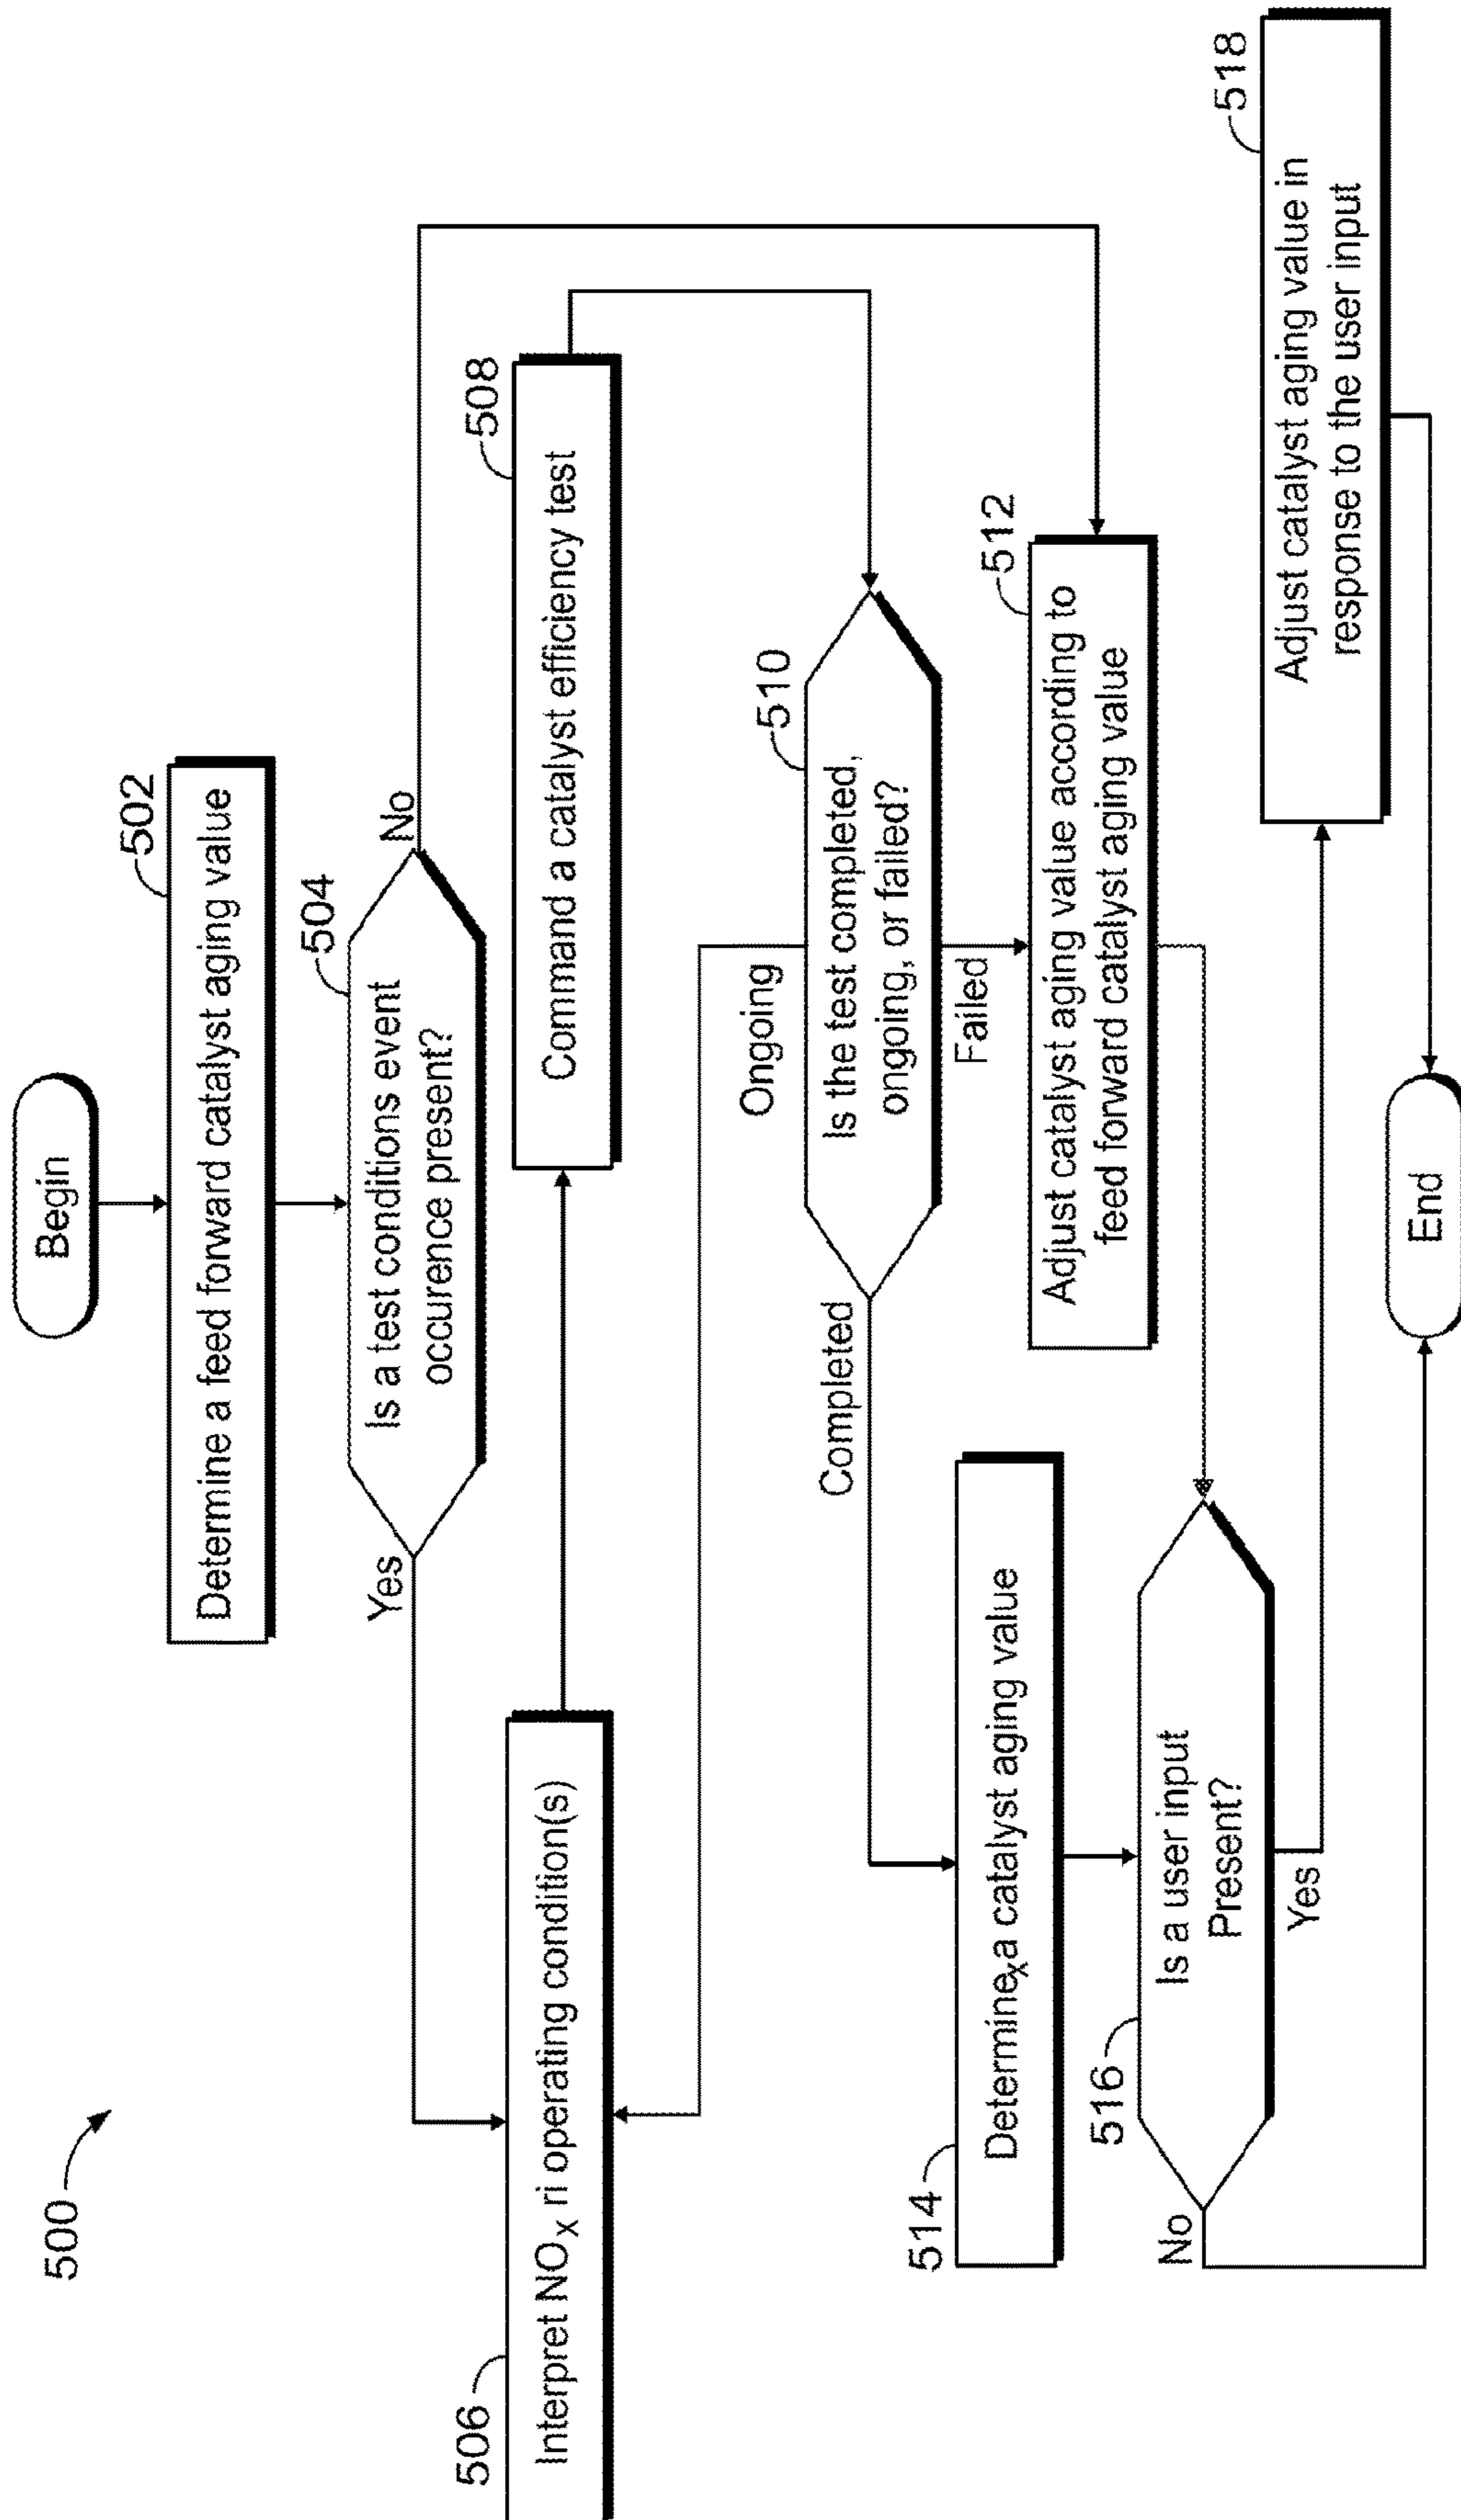 500
Begin
502
Determine a feed forward catalyst aging value
504
Is a test conditions event
occurence present?
Yes
No
506
Interpret NOx ri operating condition(s)
508
Command a catalyst efficiency test
Ongoing
510
Is the test completed,
ongoing, or failed?
Completed
Failed
512
Adjust catalyst aging value according to
feed forward catalyst aging value
514
Determine,xa catalyst aging value
516
Is a user input
Present?
No
Yes
518
Adjust catalyst aging value in
response to the user input
End